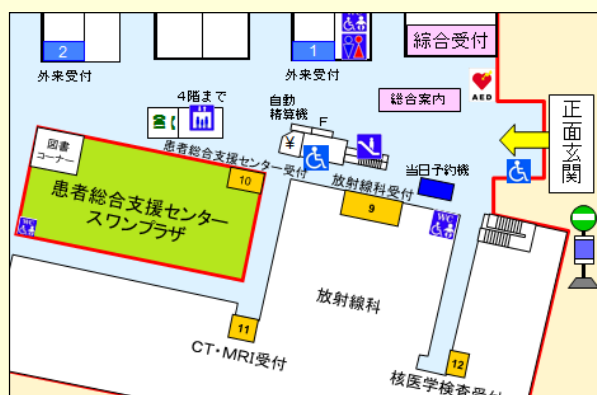 2
外来受付
1
外来受付
綜合受付
総合案内
AED
正面玄関
4階まで
自動
精算機
F
¥
図書
コーナー
患者総合支援センター受付
10
患者総合支援センター
スワンプラザ
WC
放射線科受付
9
当日予約機
WC
放射線科
11
CT・MRI受付
12
核医学検査受付